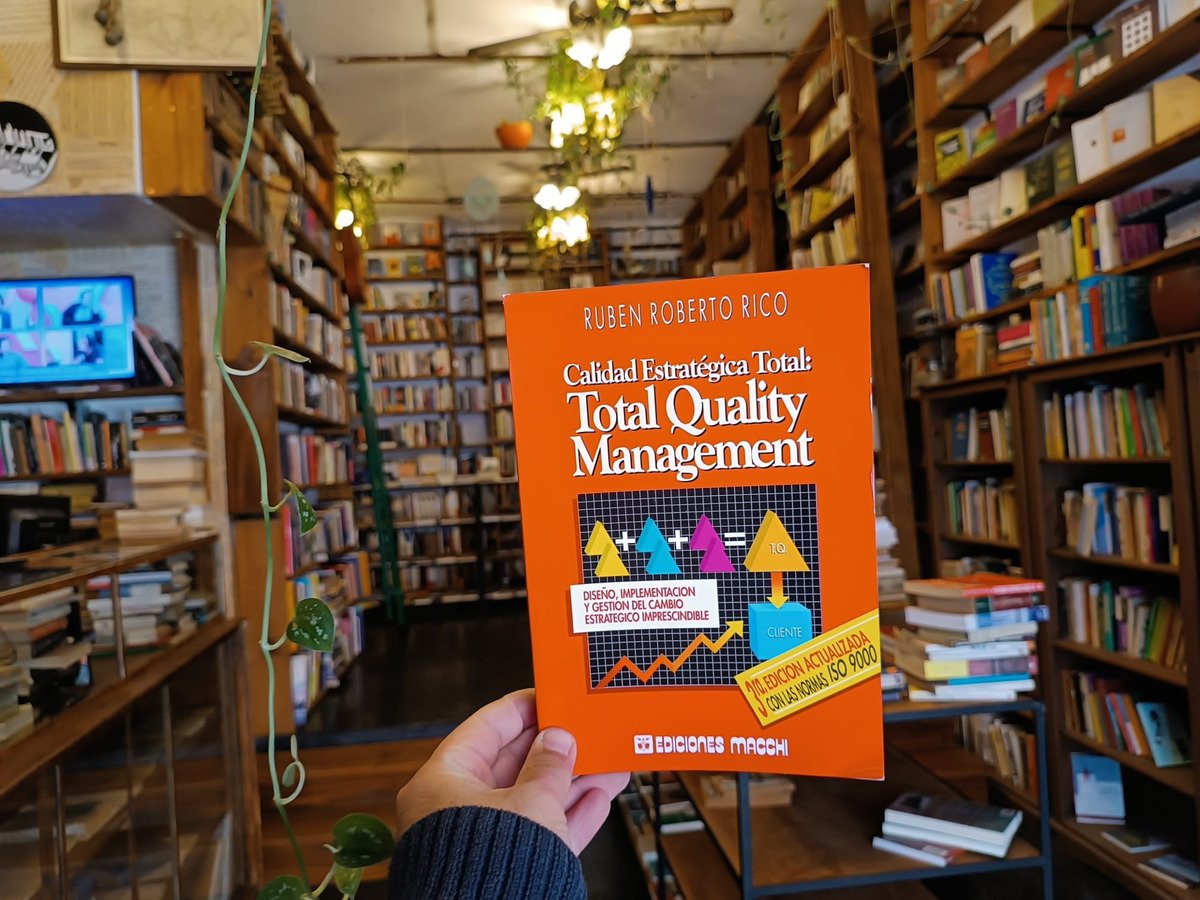 RUBEN ROBERTO RICO
Calidad Estratégica Total:
Total Quality
Management
T.Q.
DISEÑO, IMPLEMENTACION
Y GESTION DEL CAMBIO
ESTRATEGICO IMPRESCINDIBLE
CLIENTE
3ra. EDICION ACTUALIZADA
CON LAS NORMAS ISO 9000
EDICIONES MACCHI